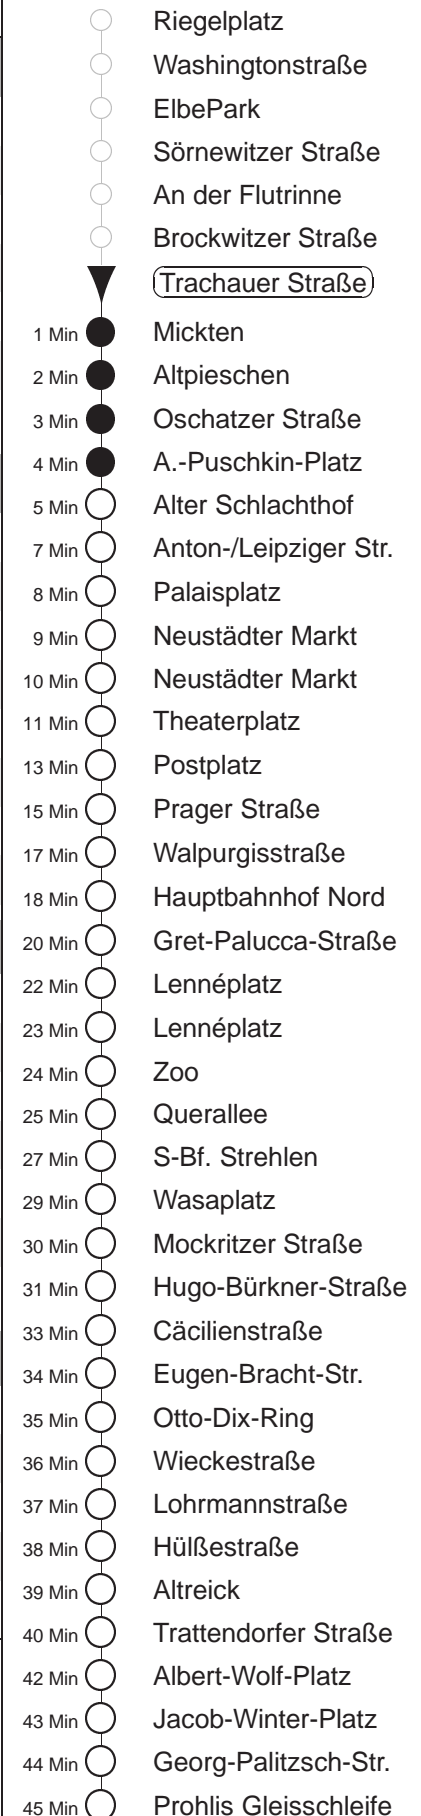 Riegelplatz
Washingtonstraße
ElbePark
Sörnewitzer Straße
An der Flutrinne
Brockwitzer Straße
Trachauer Straße
1 Min Mickten
2 Min Altpieschen
3 Min Oschatzer Straße
4 Min A.-Puschkin-Platz
5 Min Alter Schlachthof
7 Min Anton-/Leipziger Str.
8 Min Palaisplatz
9 Min Neustädter Markt
10 Min Neustädter Markt
11 Min Theaterplatz
13 Min Postplatz
15 Min Prager Straße
17 Min Walpurgisstraße
18 Min Hauptbahnhof Nord
20 Min Gret-Palucca-Straße
22 Min Lennéplatz
23 Min Lennéplatz
24 Min Zoo
25 Min Querallee
27 Min S-Bf. Strehlen
29 Min Wasaplatz
30 Min Mockritzer Straße
31 Min Hugo-Bürkner-Straße
33 Min Cäcilienstraße
34 Min Eugen-Bracht-Str.
35 Min Otto-Dix-Ring
36 Min Wieckestraße
37 Min Lohrmannstraße
38 Min Hülßestraße
39 Min Altreick
40 Min Trattendorfer Straße
42 Min Albert-Wolf-Platz
43 Min Jacob-Winter-Platz
44 Min Georg-Palitzsch-Str.
45 Min Prohlis Gleisschleife